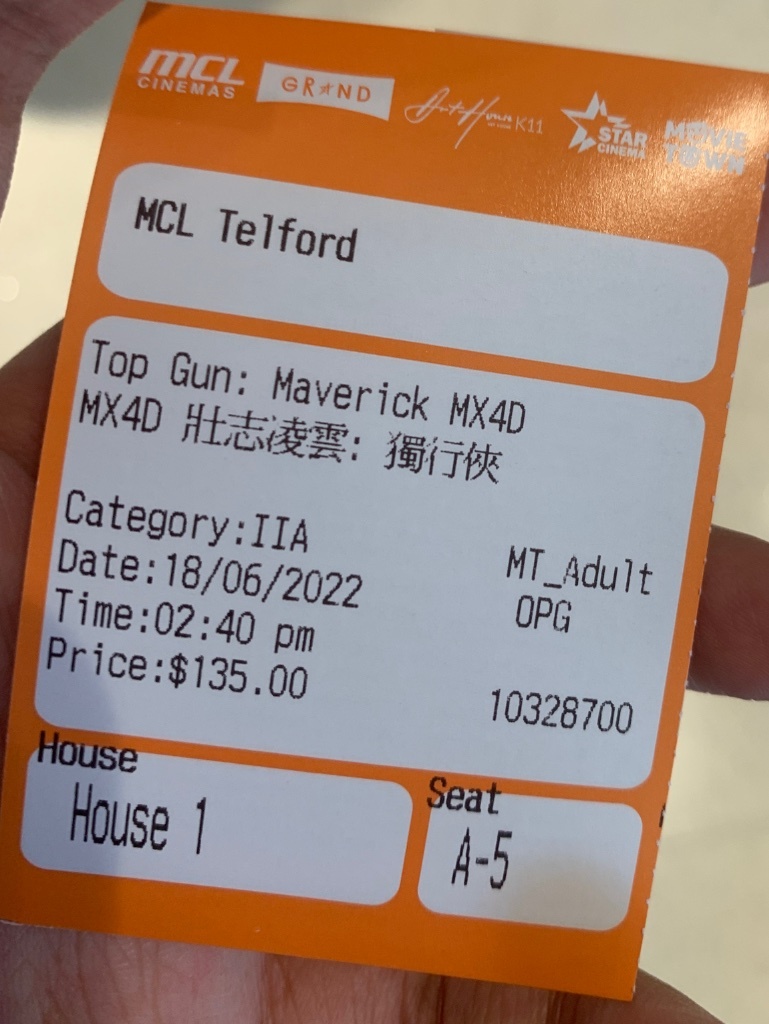 MCL
CINEMAS
GRAND
Art House
K11
STAR
CINEMA
MOVIE
TOWN
MCL Telford
Top Gun: Maverick MX4D
MX4D 壯志凌雲: 獨行俠
Category:IIA
Date:18/06/2022
Time:02:40 pm
Price:$135.00
MT_Adult
OPG
10328700
House
House 1
Seat
A-5